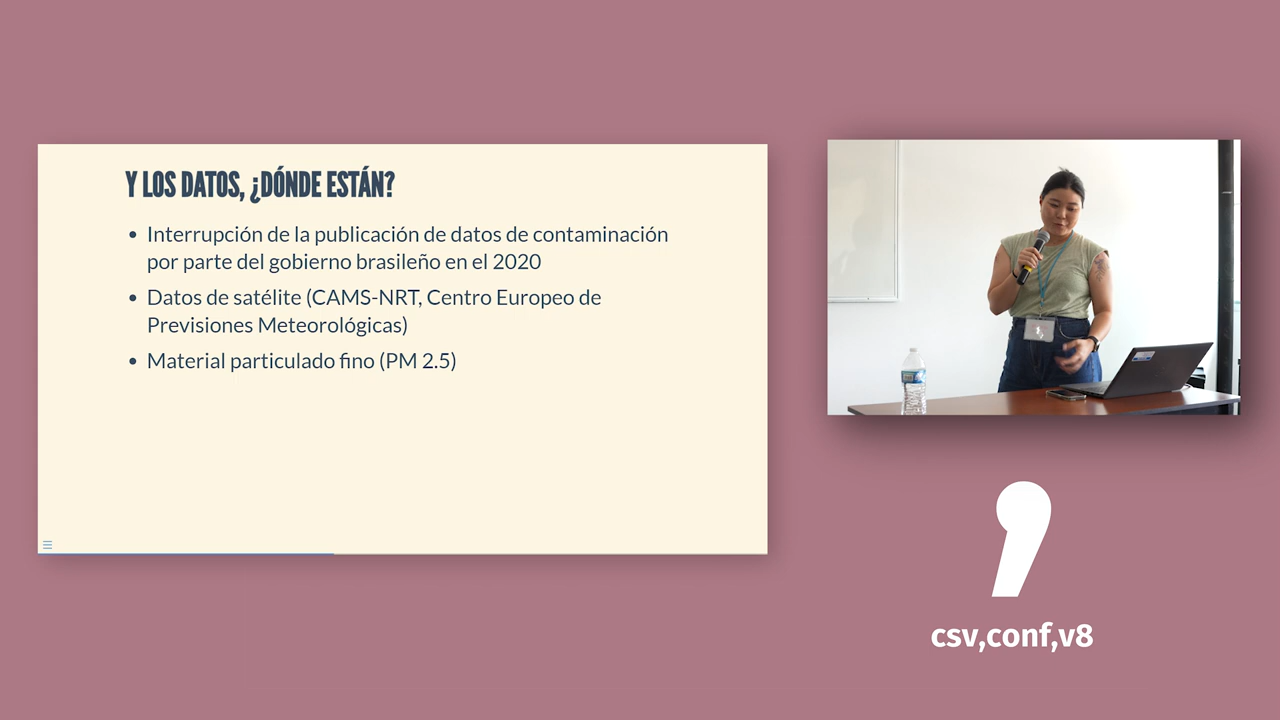 Y LOS DATOS, ¿DÓNDE ESTÁN?
• Interrupción de la publicación de datos de contaminación
por parte del gobierno brasileño en el 2020
• Datos de satélite (CAMS-NRT, Centro Europeo de
Previsiones Meteorológicas)
• Material particulado fino (PM 2.5)
csv,conf,v8